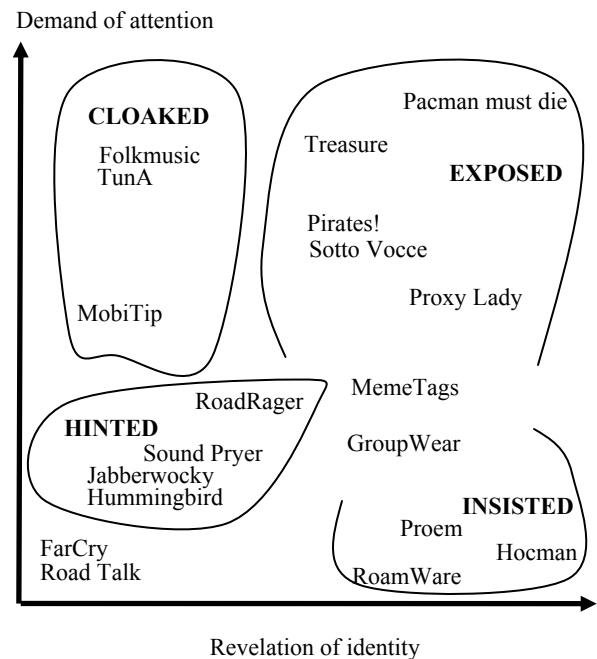 Demand of attention
Pacman must die
CLOAKED
Treasure
Folkmusic
TunA
EXPOSED
Pirates!
Sotto Vocce
Proxy Lady
MobiTip
MemeTags
RoadRager
HINTED
GroupWear
Sound Pryer
Jabberwocky
Hummingbird
INSISTED
Proem
FarCry
Hocman
Road Talk
RoamWare
Revelation of identity